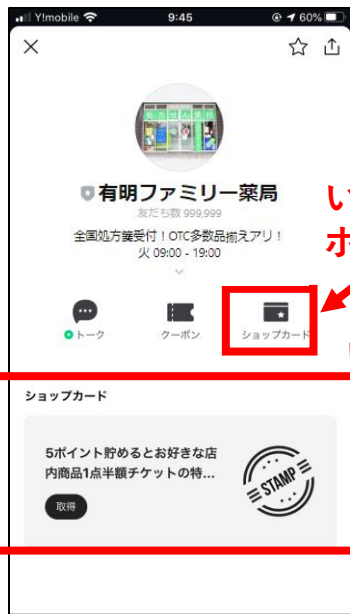 Y!mobile 9:45 60%
有明ファミリー薬局
友だち数 999,999
全国処方箋受付！OTC多数品揃えアリ！
火 09:00 - 19:00
い
ポ
トーク クーポン ショップカード
ショップカード
5ポイント貯めるとお好きな店
内商品1点半額チケットの特...
取得
STAMP